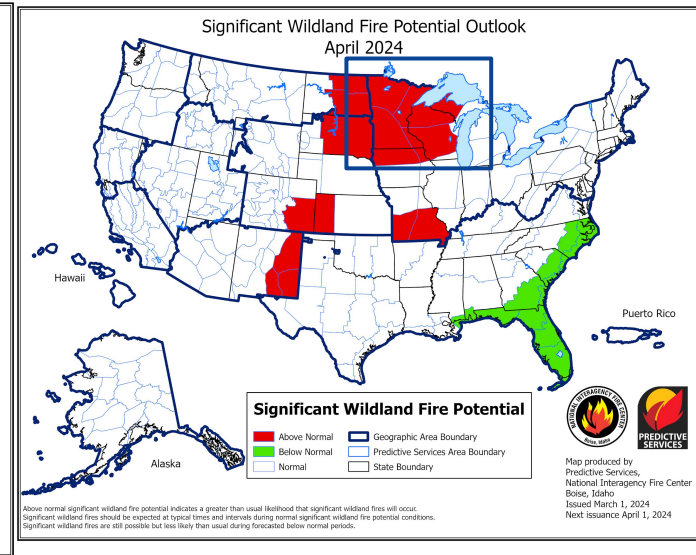 Significant Wildland Fire Potential Outlook
April 2024
Hawaii
Puerto Rico
Alaska
Significant Wildland Fire Potential
Above Normal
Below Normal
Normal
Geographic Area Boundary
Predictive Services Area Boundary
State Boundary
NATIONAL INTERAGENCY FIRE CENTER
Boise, Idaho
PREDICTIVE
SERVICES
Map produced by
Predictive Services,
National Interagency Fire Center
Boise, Idaho
Issued March 1, 2024
Next issuance April 1, 2024
Above normal significant wildland fire potential indicates a greater than usual likelihood that significant wildland fires will occur.
Significant wildland fires should be expected at typical times and intervals during normal significant wildland fire potential conditions.
Significant wildland fires are still possible but less likely than usual during forecasted below normal periods.